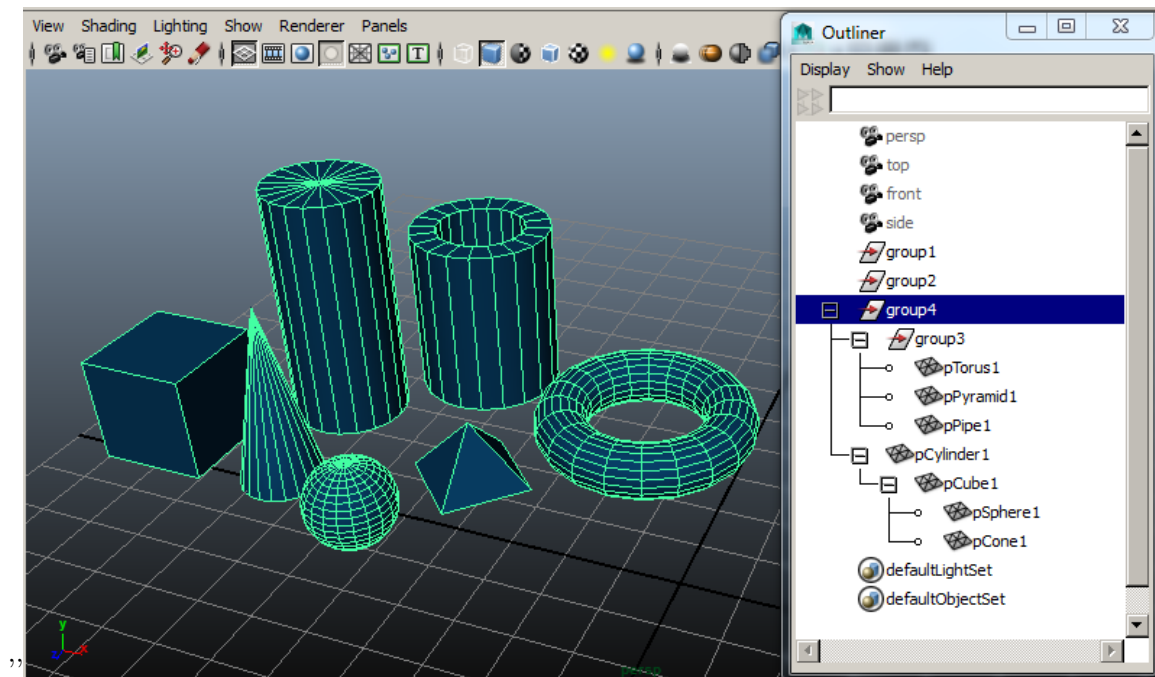 View Shading Lighting Show Renderer Panels
T
Outliner
Display Show Help
persp
top
front
side
group1
group2
group4
group3
pTorus1
pPyramid1
pPipe1
pCylinder1
pCube1
pSphere1
pCone1
defaultLightSet
defaultObjectSet
y
z x
persp
,,